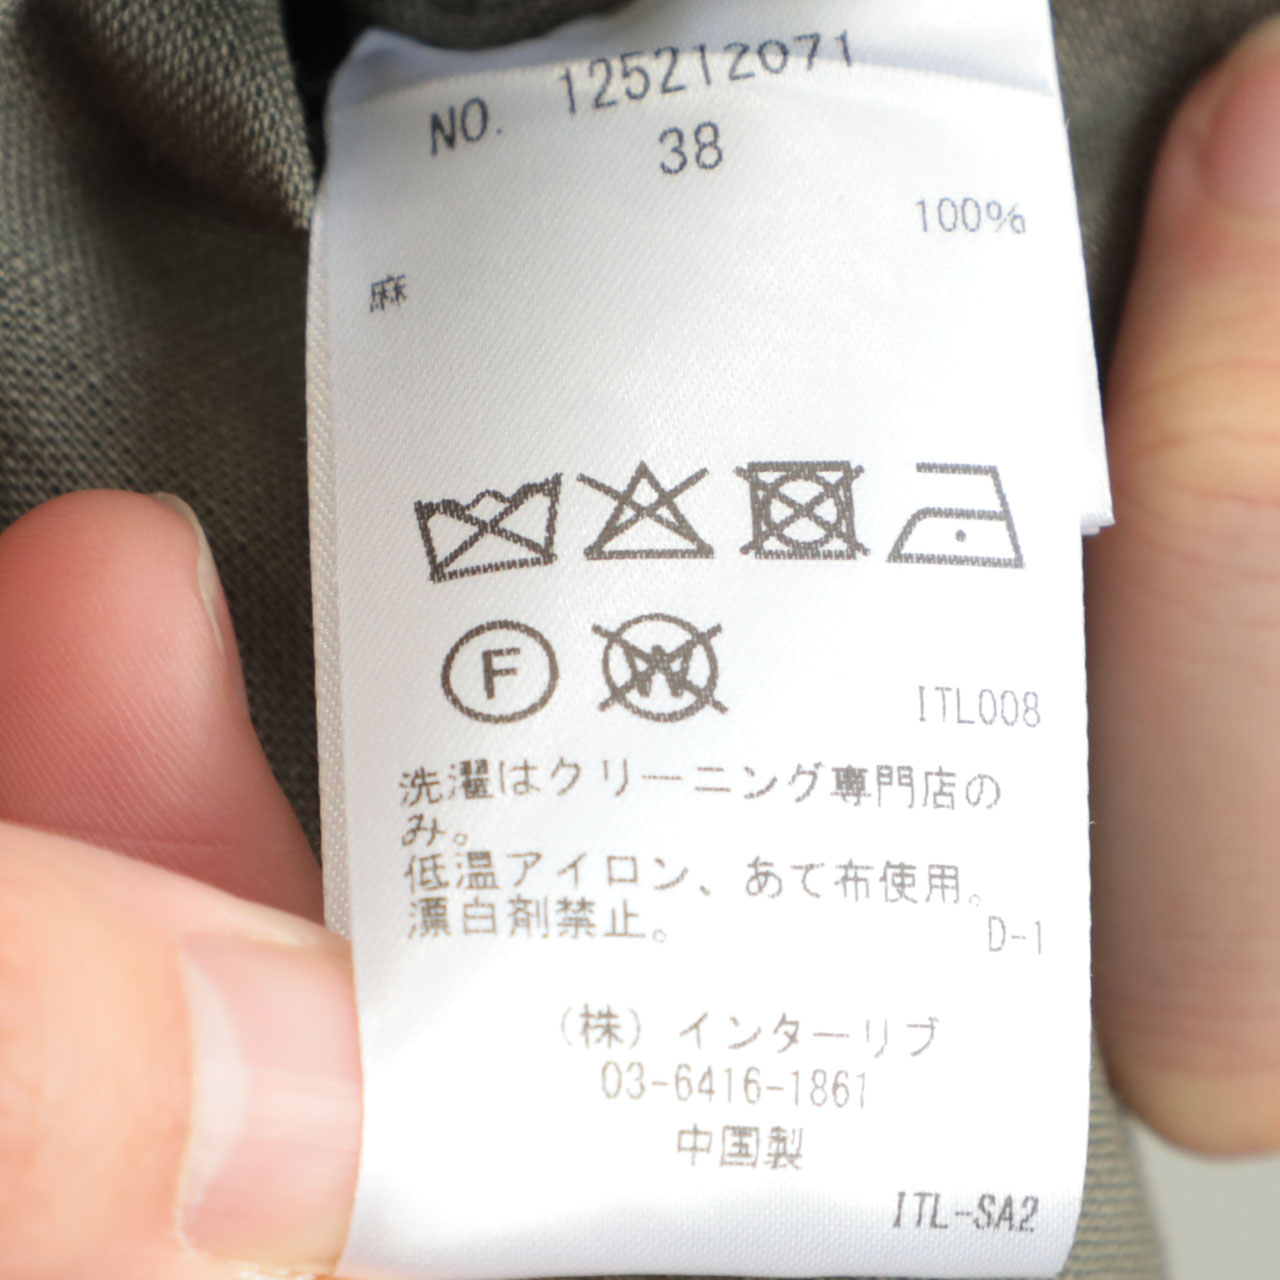 NO. 125212071
38
100%
麻
F W
ITL008
洗濯はクリーニング専門店の
み。
低温アイロン、あて布使用。
漂白剤禁止。
D-1
（株）インターリブ
03-6416-1861
中国製
ITL-SA2